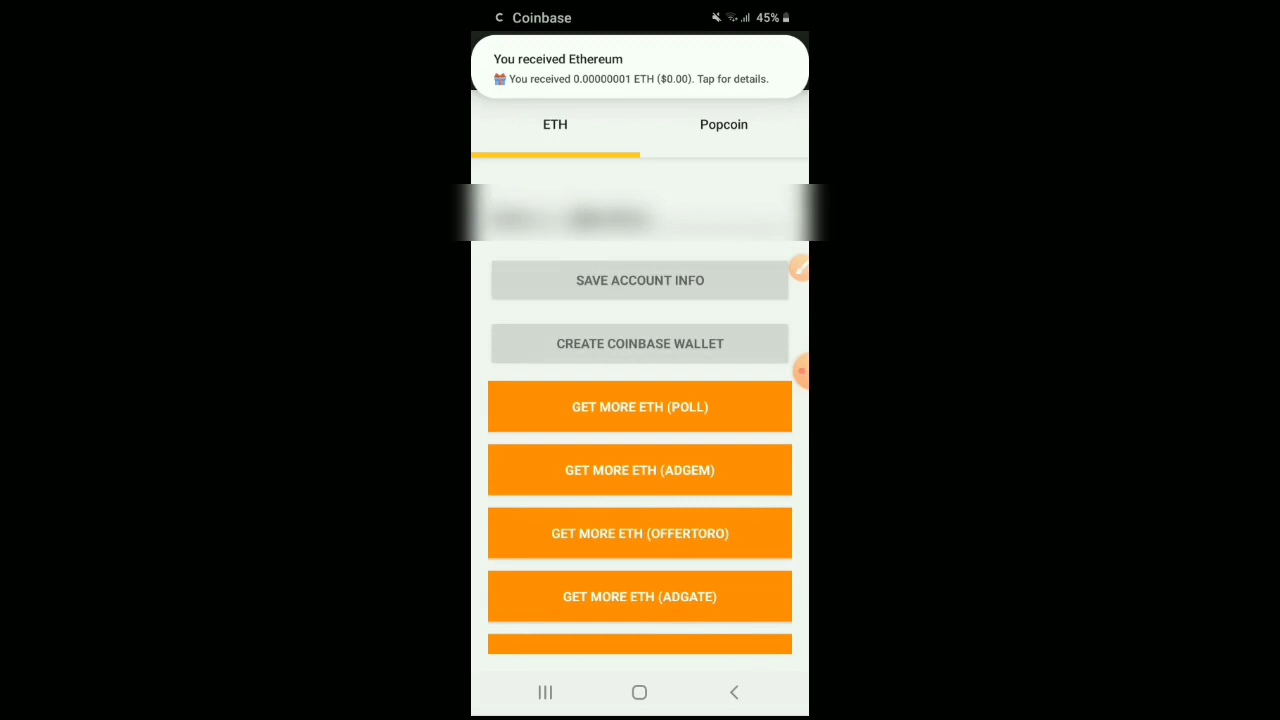 C Coinbase
45%
You received Ethereum
🎁 You received 0.00000001 ETH ($0.00). Tap for details.
ETH
Popcoin
SAVE ACCOUNT INFO
CREATE COINBASE WALLET
GET MORE ETH (POLL)
GET MORE ETH (ADGEM)
GET MORE ETH (OFFERTORO)
GET MORE ETH (ADGATE)